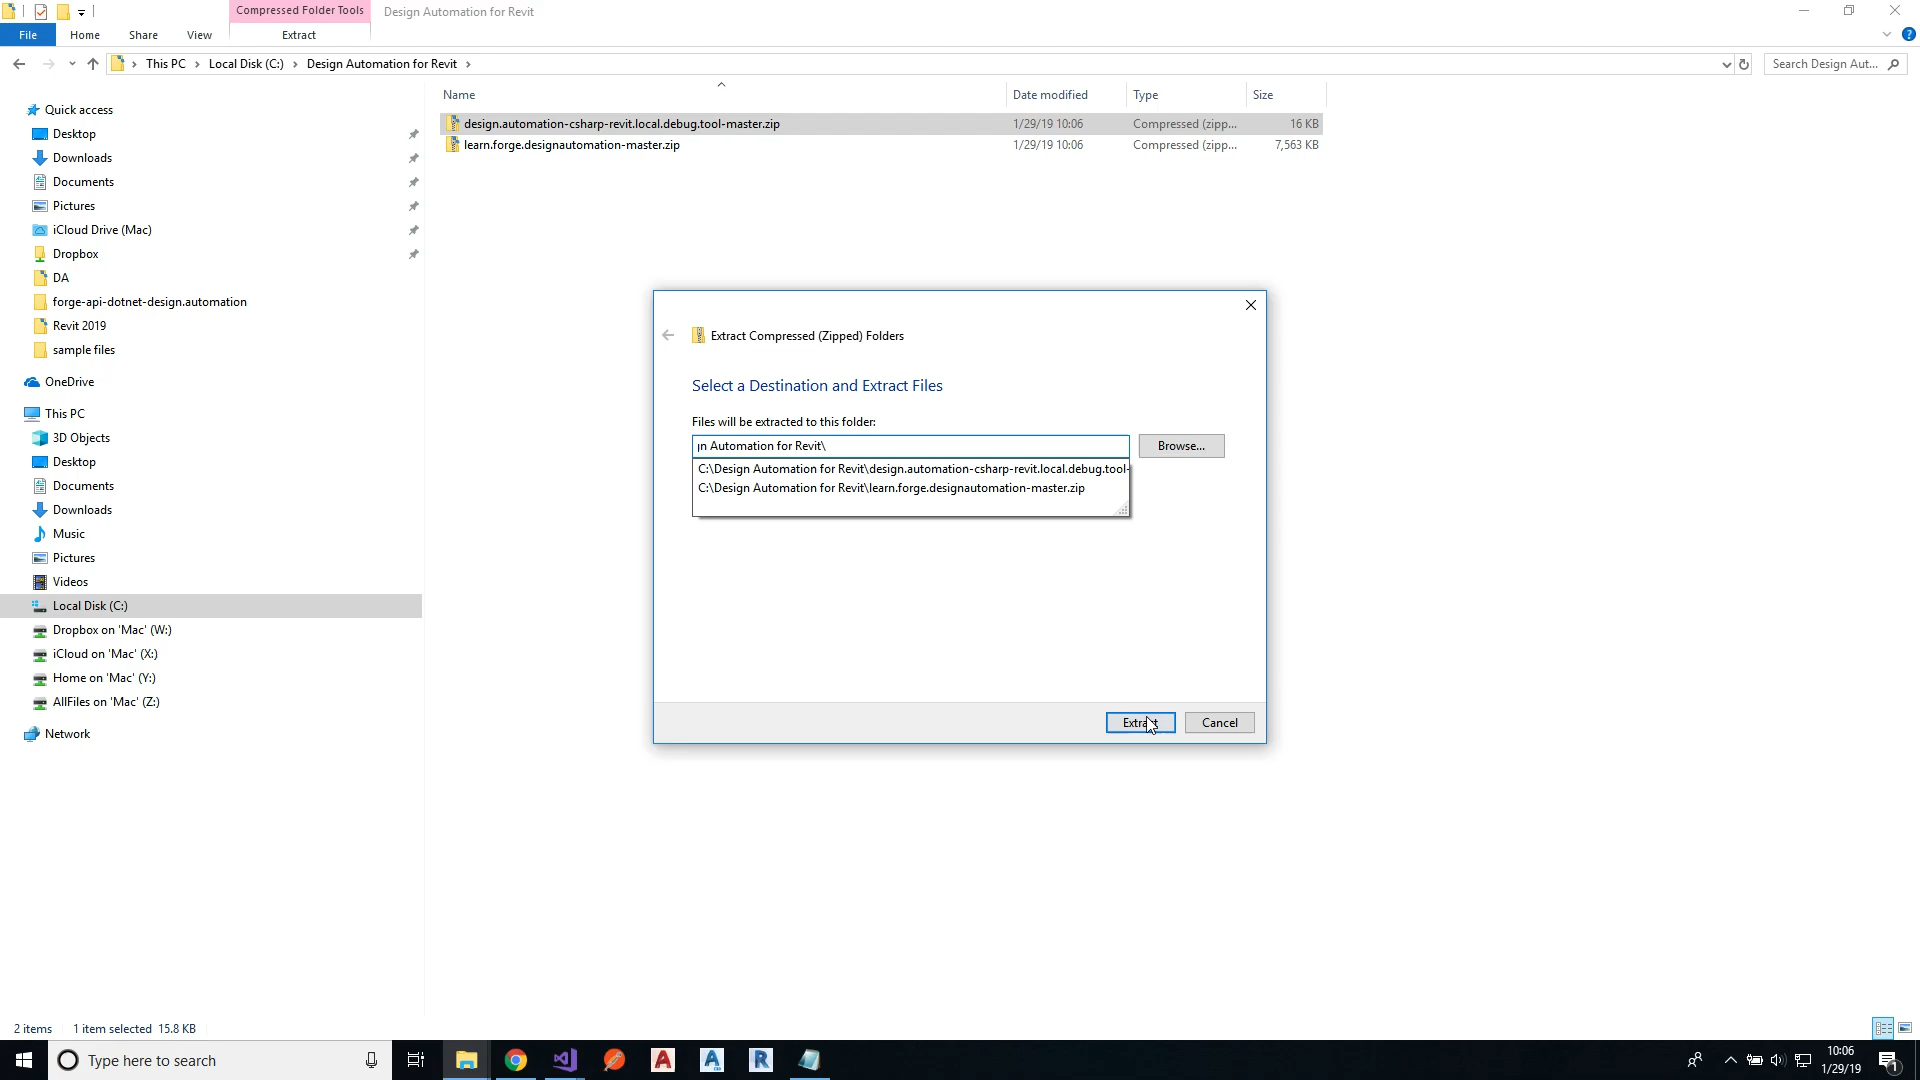 Compressed Folder Tools
Design Automation for Revit
File
Home
Share
View
Extract
This PC
Local Disk (C:)
Design Automation for Revit
Search Design Aut...
Name
Date modified
Type
Size
design.automation-csharp-revit.local.debug.tool-master.zip
1/29/19 10:06
Compressed (zipp...
16 KB
learn.forge.designautomation-master.zip
1/29/19 10:06
Compressed (zipp...
7,563 KB
Quick access
Desktop
Downloads
Documents
Pictures
iCloud Drive (Mac)
Dropbox
DA
forge-api-dotnet-design.automation
Revit 2019
sample files
OneDrive
This PC
3D Objects
Desktop
Documents
Downloads
Music
Pictures
Videos
Local Disk (C:)
Dropbox on 'Mac' (W:)
iCloud on 'Mac' (X:)
Home on 'Mac' (Y:)
AllFiles on 'Mac' (Z:)
Network
Extract Compressed (Zipped) Folders
Select a Destination and Extract Files
Files will be extracted to this folder:
n Automation for Revit\
Browse...
C:\Design Automation for Revit\design.automation-csharp-revit.local.debug.tool-
C:\Design Automation for Revit\learn.forge.designautomation-master.zip
Extract
Cancel
2 items
1 item selected 15.8 KB
Type here to search
10:06
1/29/19
1